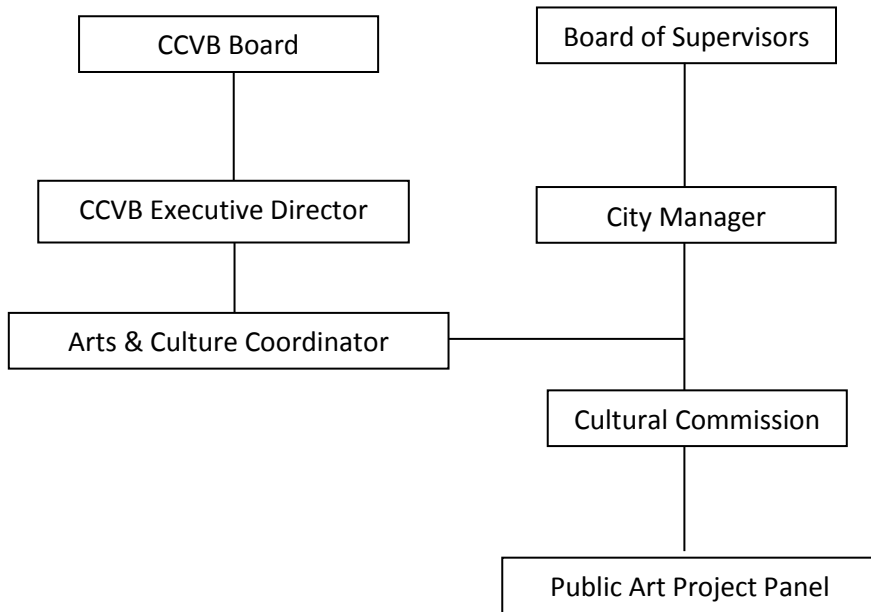 CCVB Board
Board of Supervisors
CCVB Executive Director
City Manager
Arts & Culture Coordinator
Cultural Commission
Public Art Project Panel